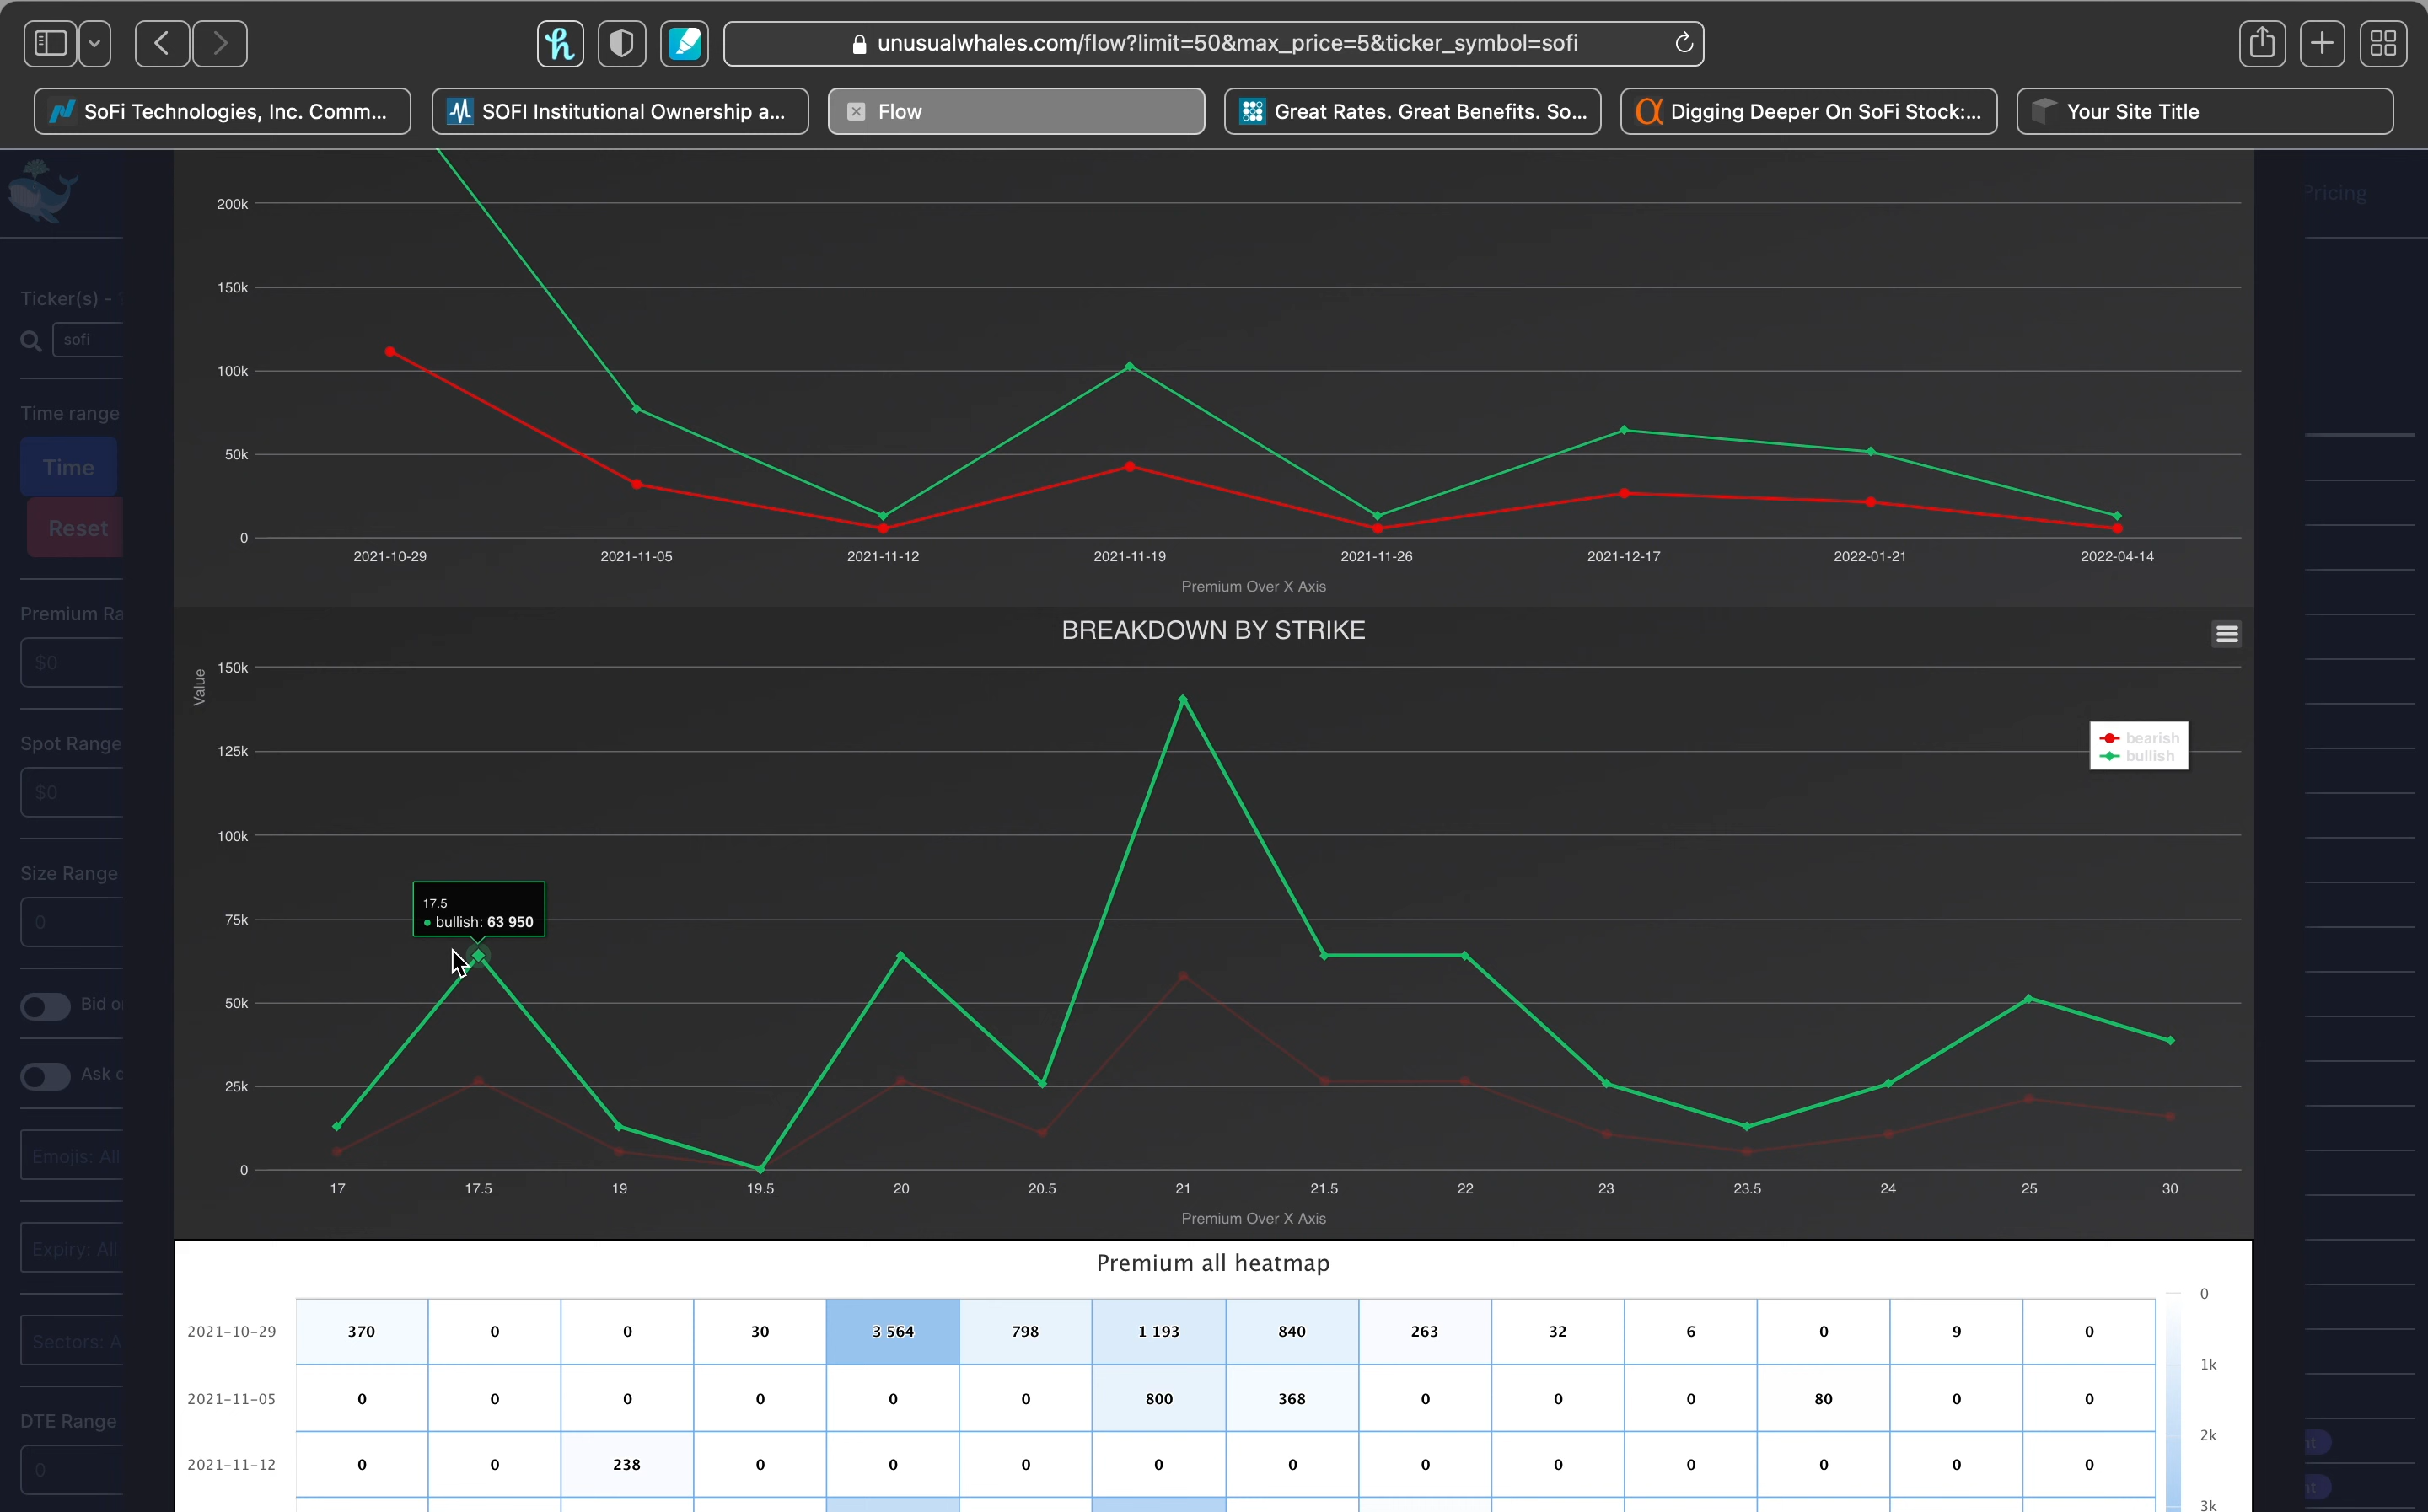 unusualwhales.com/flow?limit=50&max_price=5&ticker_symbol=sofi
SoFi Technologies, Inc. Comm...
SOFI Institutional Ownership a...
Flow
Great Rates. Great Benefits. So...
Digging Deeper On SoFi Stock:...
Your Site Title
Pricing
Ticker(s) -
sofi
Time range
Time
Reset
Premium Ra
$0
Spot Range
$0
Size Range
0
Bid o
Ask o
Emojis: All
Expiry: All
Sectors: A
DTE Range
0
200k
150k
100k
50k
0
2021-10-29 2021-11-05 2021-11-12 2021-11-19 2021-11-26 2021-12-17 2022-01-21 2022-04-14
Premium Over X Axis
BREAKDOWN BY STRIKE
Value
150k
125k
100k
75k
50k
25k
0
bearish
bullish
17.5
bullish: 63 950
17 17.5 19 19.5 20 20.5 21 21.5 22 23 23.5 24 25 30
Premium Over X Axis
Premium all heatmap
2021-10-29 370 0 0 30 3 564 798 1 193 840 263 32 6 0 9 0
2021-11-05 0 0 0 0 0 0 800 368 0 0 0 80 0 0
2021-11-12 0 0 238 0 0 0 0 0 0 0 0 0 0 0
0
1k
2k
3k